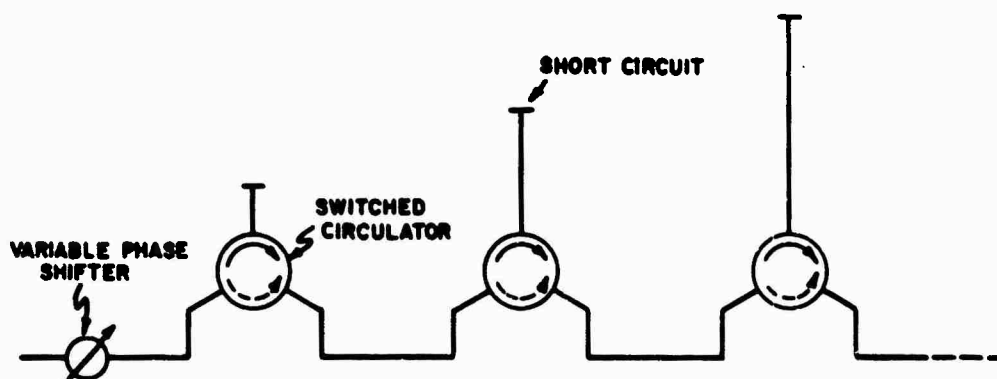 SHORT CIRCUIT
SWITCHED
CIRCULATOR
VARIABLE PHASE
SHIFTER